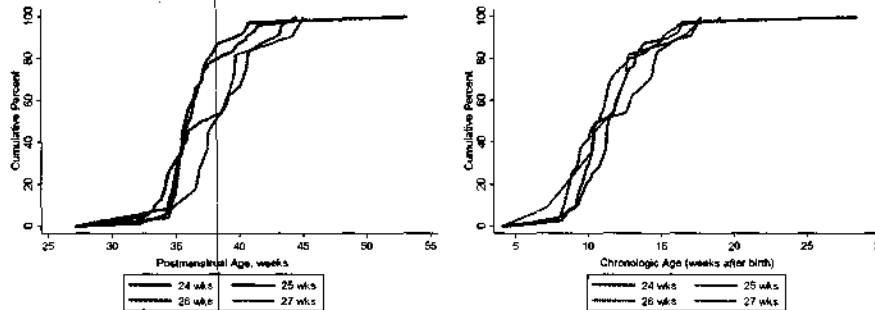 100
80
60
40
20
0
Cumulative Percent
25 30 35 40 45 50 55
Postmenstrual Age, weeks
24 wks 25 wks
26 wks 27 wks
100
80
60
40
20
0
Cumulative Percent
5 10 15 20 25
Chronologic Age (weeks after birth)
24 wks 25 wks
26 wks 27 wks